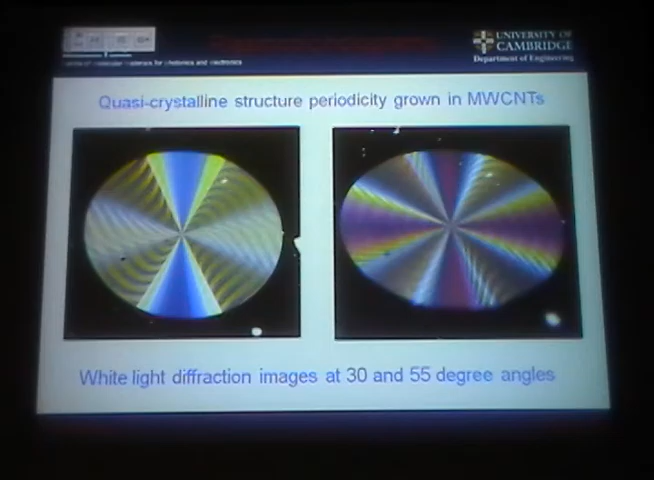 UNIVERSITY OF
CAMBRIDGE
Department of Engineering
Quasi-crystalline structure periodicity grown in MWCNTs
White light diffraction images at 30 and 55 degree angles